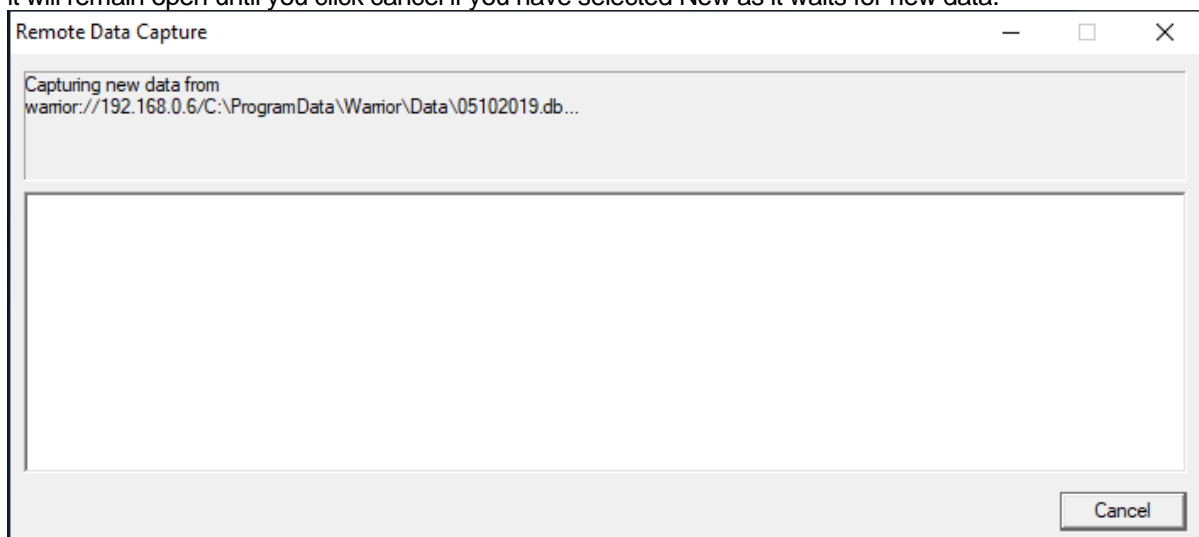 it will remain open until you click cancel if you have selected New as it waits for new data.
Remote Data Capture
Capturing new data from
warrior://192.168.0.6/C:\ProgramData\Warrior\Data\05102019.db...
Cancel